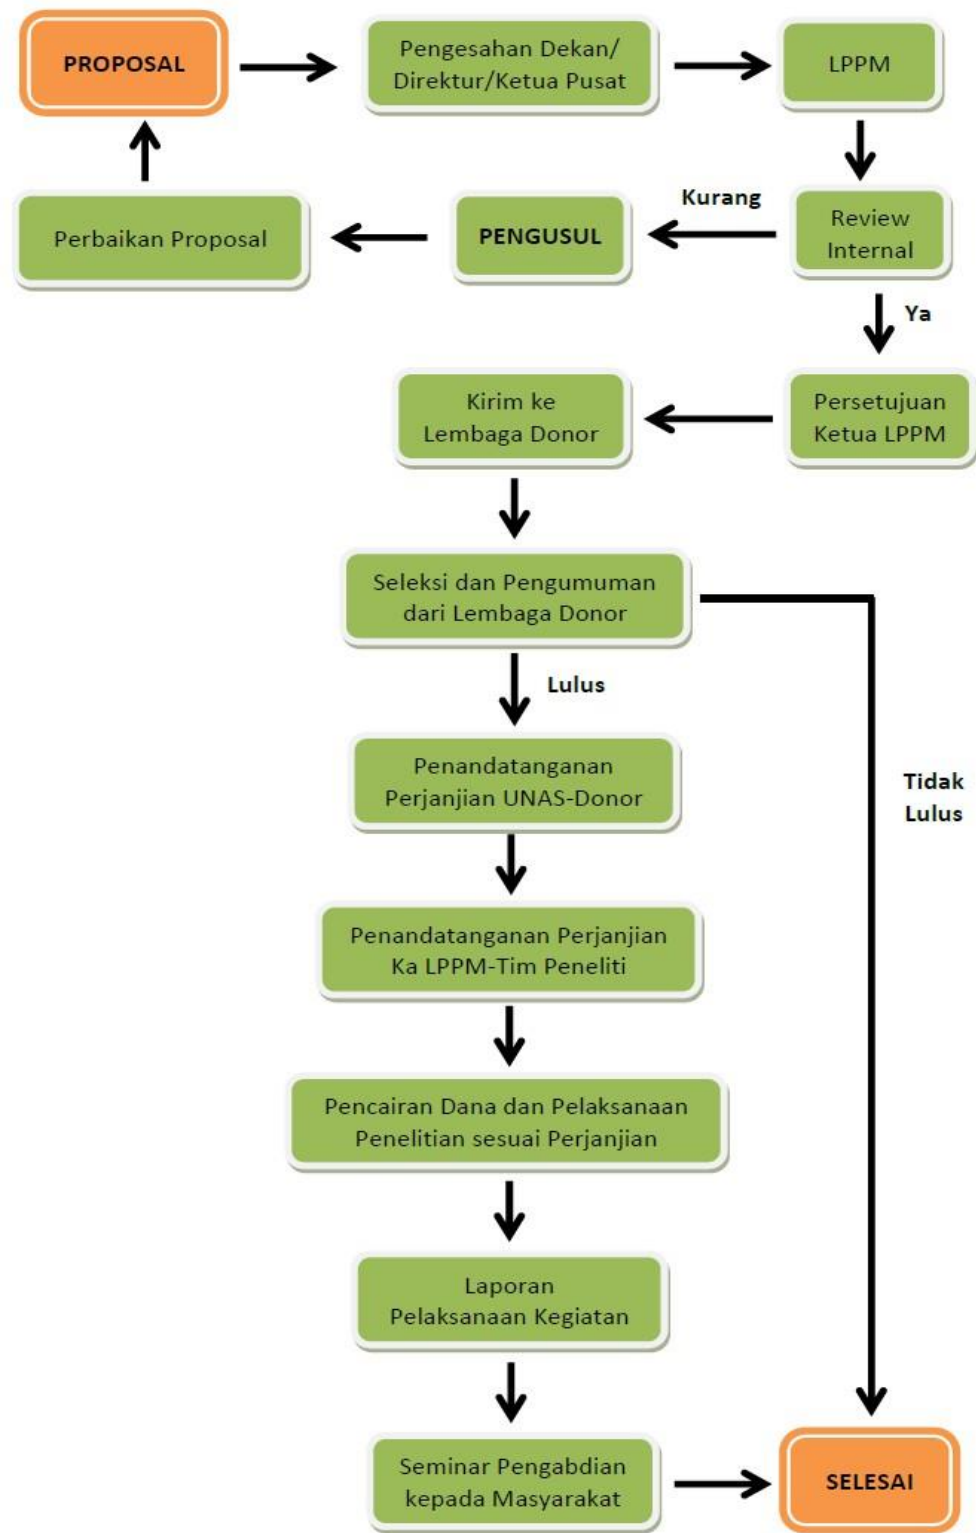 PROPOSAL
Pengesahan Dekan/
Direktur/Ketua Pusat
LPPM
Review
Internal
Kurang
PENGUSUL
Perbaikan Proposal
Ya
Persetujuan
Ketua LPPM
Kirim ke
Lembaga Donor
Seleksi dan Pengumuman
dari Lembaga Donor
Lulus
Tidak
Lulus
Penandatanganan
Perjanjian UNAS-Donor
Penandatanganan Perjanjian
Ka LPPM-Tim Peneliti
Pencairan Dana dan Pelaksanaan
Penelitian sesuai Perjanjian
Laporan
Pelaksanaan Kegiatan
Seminar Pengabdian
kepada Masyarakat
SELESAI